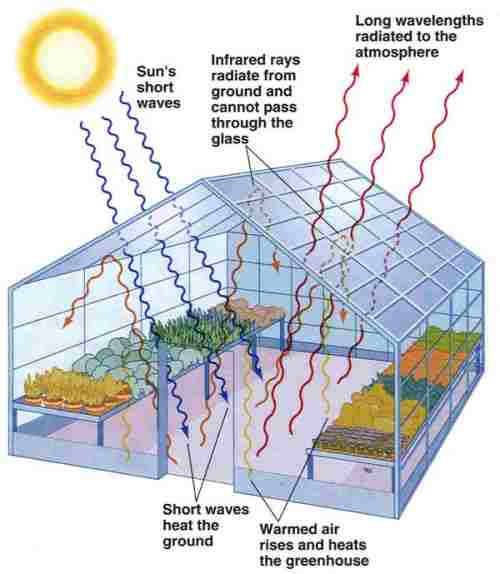 Long wavelengths
radiated to the
atmosphere
Sun's
short
waves
Infrared rays
radiate from
ground and
cannot pass
through the
glass
Short waves
heat the
ground
Warmed air
rises and heats
the greenhouse